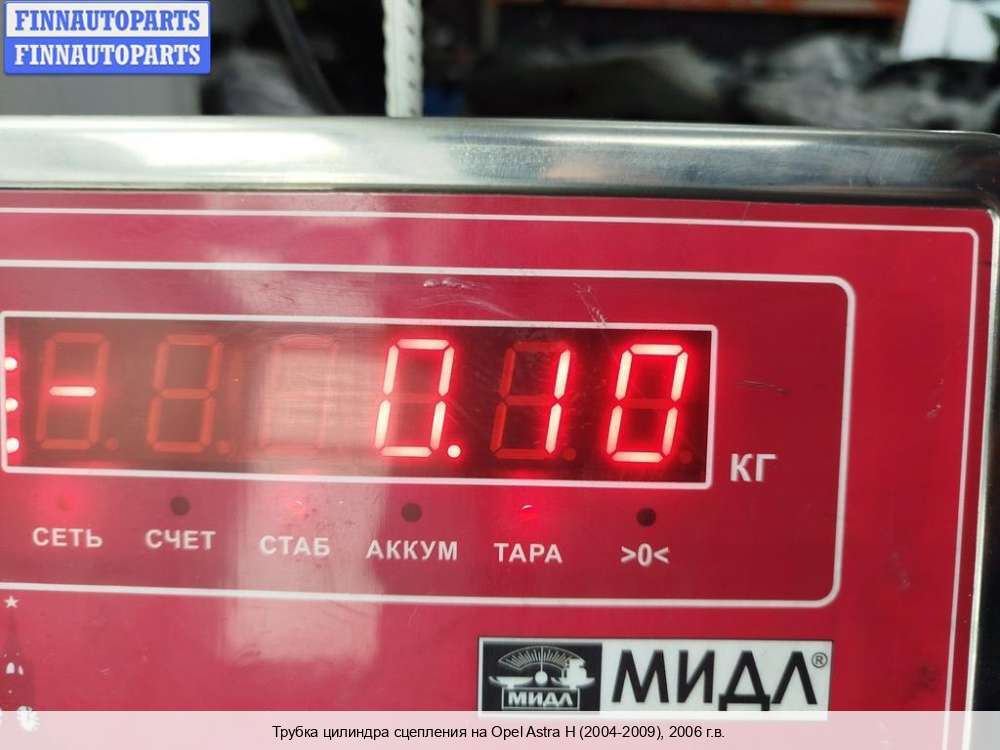 FINNAUTOPARTS
FINNAUTOPARTS
- 0.10
КГ
СЕТЬ СЧЕТ СТАБ АККУМ ТАРА >0<
МИДЛ МИДЛ®
Трубка цилиндра сцепления на Opel Astra H (2004-2009), 2006 г.в.